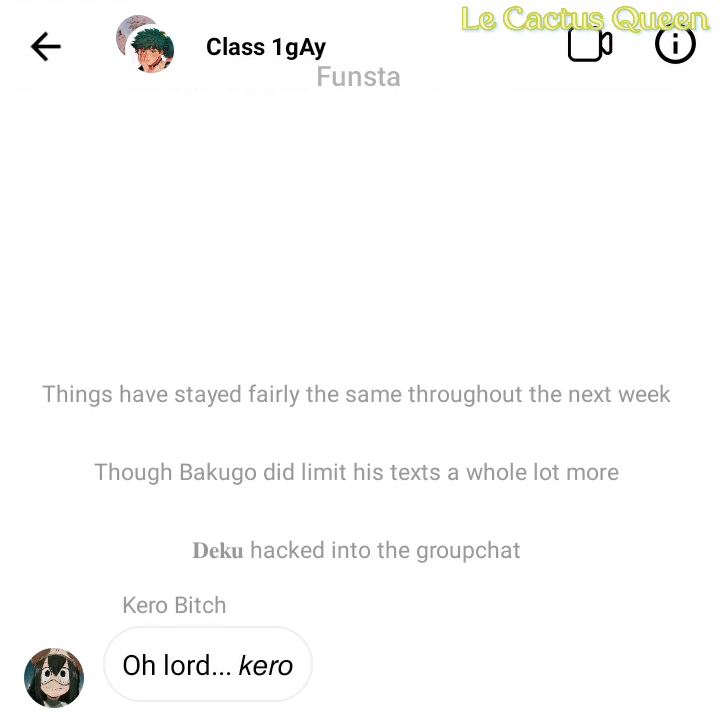 Le Cactus Queen
Class 1gAy
Funsta
Things have stayed fairly the same throughout the next week
Though Bakugo did limit his texts a whole lot more
𝐃𝐞𝐤𝐮 hacked into the groupchat
Kero Bitch
Oh lord... kero